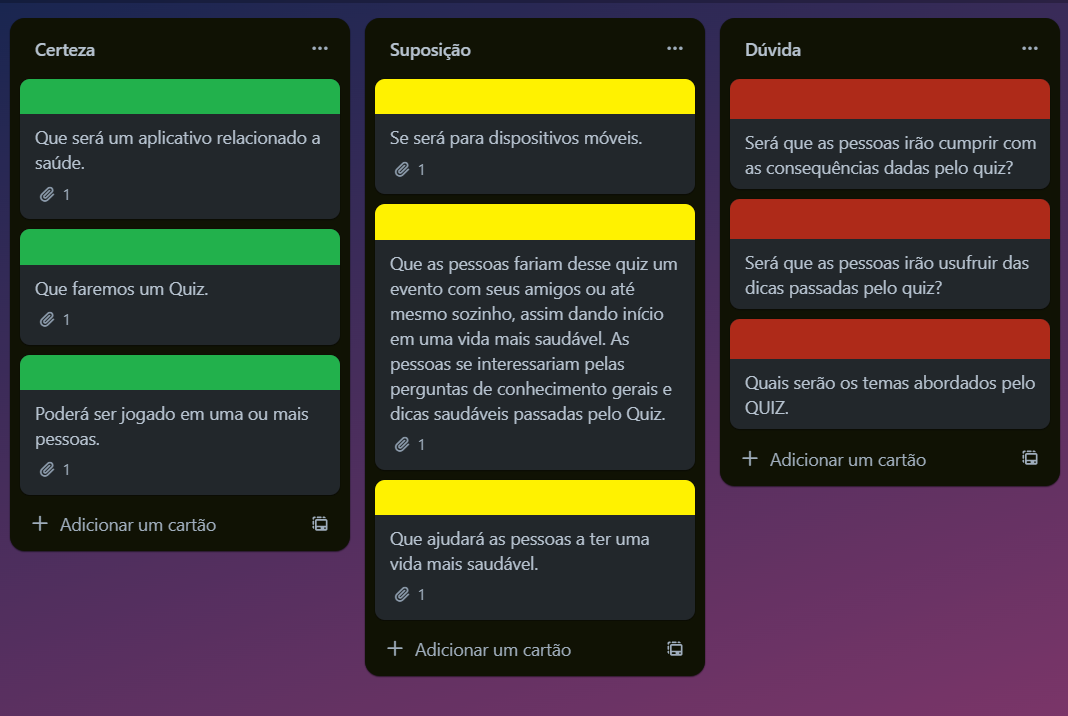 Certeza
Que será um aplicativo relacionado a
saúde.
1
Que faremos um Quiz.
1
Poderá ser jogado em uma ou mais
pessoas.
1
Adicionar um cartão
Suposição
Se será para dispositivos móveis.
1
Que as pessoas fariam desse quiz um
evento com seus amigos ou até
mesmo sozinho, assim dando início
em uma vida mais saudável. As
pessoas se interessariam pelas
perguntas de conhecimento gerais e
dicas saudáveis passadas pelo Quiz.
1
Que ajudará as pessoas a ter uma
vida mais saudável.
1
Adicionar um cartão
Dúvida
Será que as pessoas irão cumprir com
as consequências dadas pelo quiz?
Será que as pessoas irão usufruir das
dicas passadas pelo quiz?
Quais serão os temas abordados pelo
QUIZ.
Adicionar um cartão